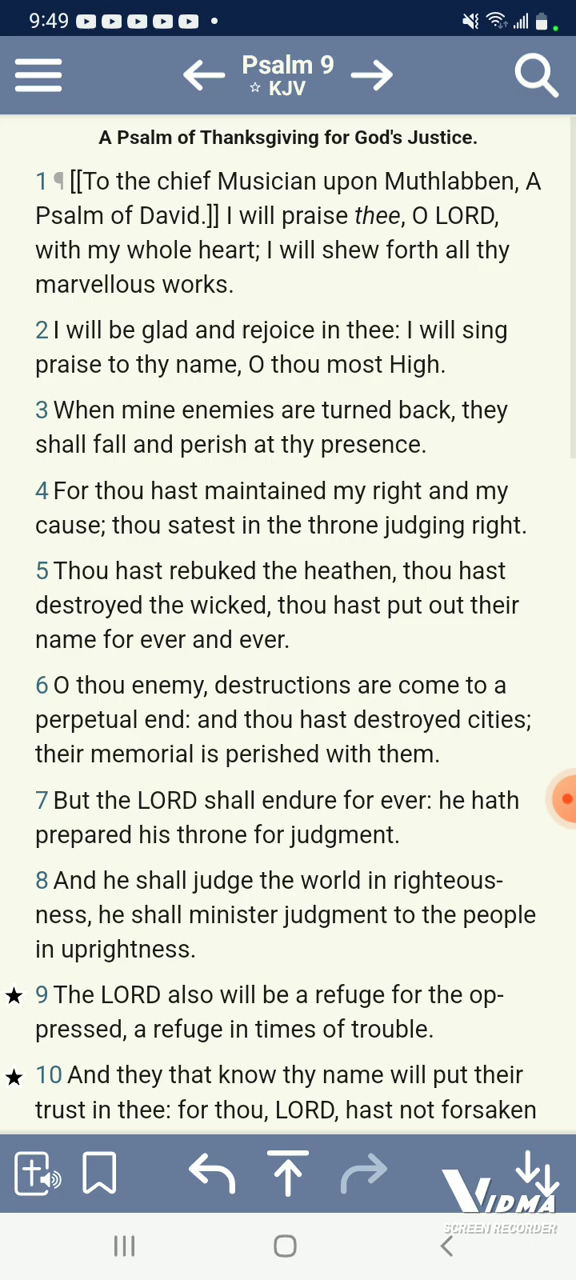 9:49
Psalm 9
☆ KJV
A Psalm of Thanksgiving for God's Justice.
1 ¶ [[To the chief Musician upon Muthlabben, A
Psalm of David.]] I will praise thee, O LORD,
with my whole heart; I will shew forth all thy
marvellous works.
2 I will be glad and rejoice in thee: I will sing
praise to thy name, O thou most High.
3 When mine enemies are turned back, they
shall fall and perish at thy presence.
4 For thou hast maintained my right and my
cause; thou satest in the throne judging right.
5 Thou hast rebuked the heathen, thou hast
destroyed the wicked, thou hast put out their
name for ever and ever.
6 O thou enemy, destructions are come to a
perpetual end: and thou hast destroyed cities;
their memorial is perished with them.
7 But the LORD shall endure for ever: he hath
prepared his throne for judgment.
8 And he shall judge the world in righteous-
ness, he shall minister judgment to the people
in uprightness.
★ 9 The LORD also will be a refuge for the op-
pressed, a refuge in times of trouble.
★ 10 And they that know thy name will put their
trust in thee: for thou, LORD, hast not forsaken
VIDMA
SCREEN RECORDER